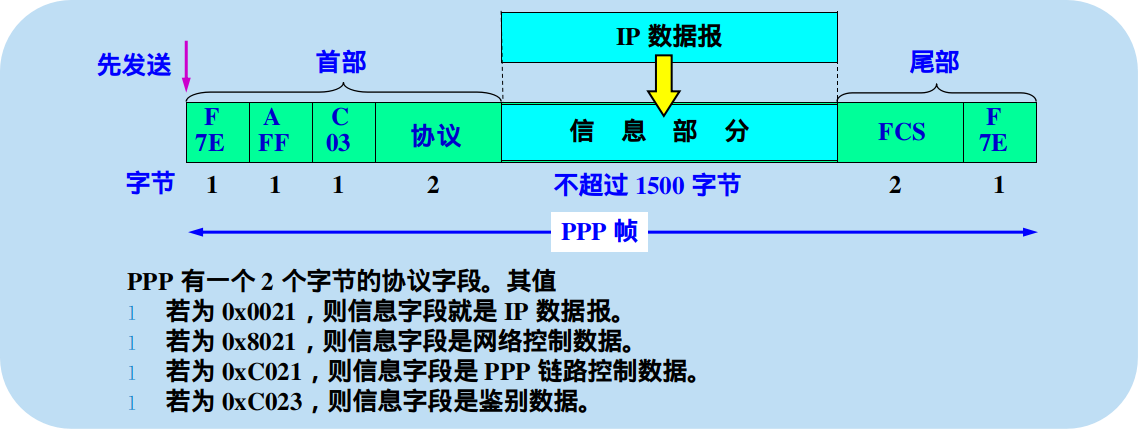 IP 数据报
先发送
首部
尾部
F A C F
7E FF 03 协议 信 息 部 分 FCS 7E
字节 1 1 1 2 不超过 1500 字节 2 1
PPP 帧
PPP 有一个 2 个字节的协议字段。其值
l 若为 0x0021，则信息字段就是 IP 数据报。
l 若为 0x8021，则信息字段是网络控制数据。
l 若为 0xC021，则信息字段是 PPP 链路控制数据。
l 若为 0xC023，则信息字段是鉴别数据。